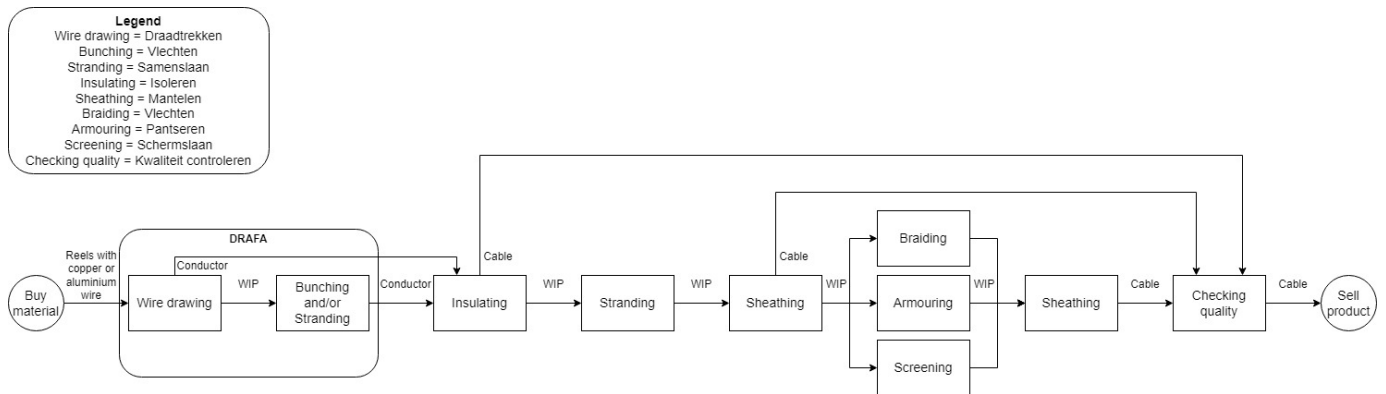 Legend
Wire drawing = Draadtrekken
Bunching = Vlechten
Stranding = Samenslaan
Insulating = Isoleren
Sheathing = Mantelen
Braiding = Vlechten
Armouring = Pantseren
Screening = Schermslaan
Checking quality = Kwaliteit controleren
Buy
material
Reels with
copper or
aluminium
wire
DRAFA
Wire drawing
Conductor
WIP
Bunching
and/or
Stranding
Conductor
Insulating
Cable
WIP
Stranding
WIP
Sheathing
Cable
WIP
Braiding
Armouring
Screening
WIP
Sheathing
Cable
Checking
quality
Cable
Sell
product